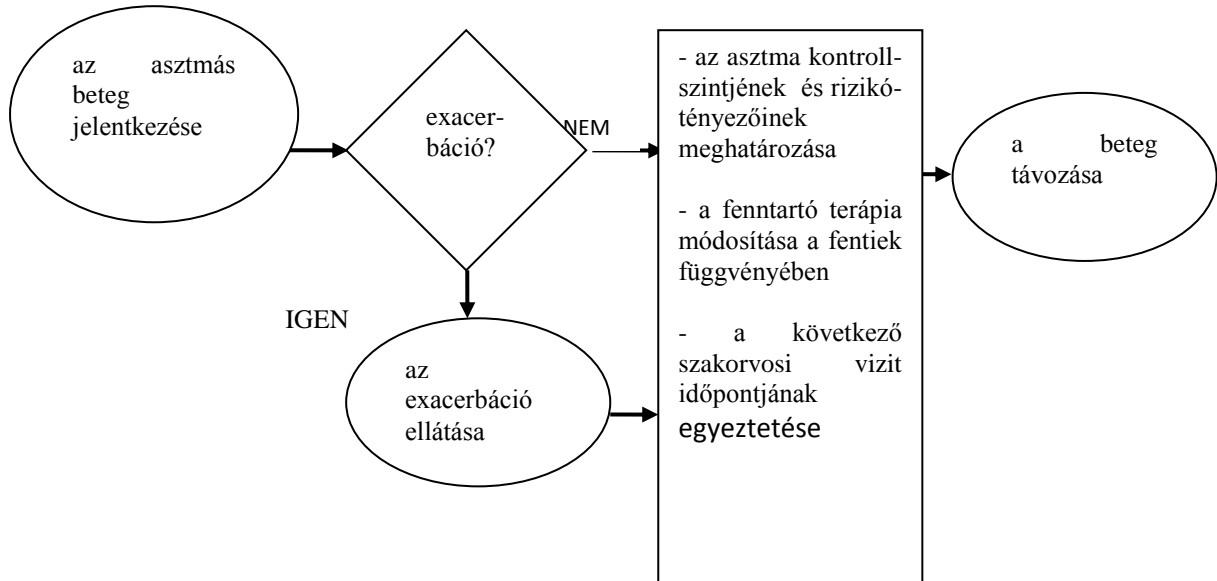 az asztmás
beteg
jelentkezése
exacer-
báció?
NEM
IGEN
az
exacerbáció
ellátása
- az asztma kontroll-
szintjének és rizikó-
tényezőinek
meghatározása
- a fenntartó terápia
módosítása a fentiek
függvényében
- a következő
szakorvosi vizit
időpontjának
egyeztetése
a beteg
távozása